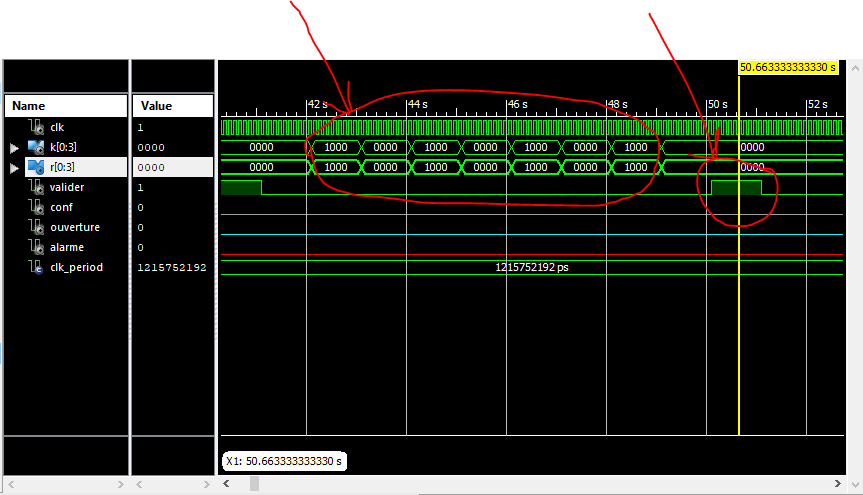 50.663333333330 s
Name Value 42 s 44 s 46 s 48 s 50 s 52 s
clk 1
k[0:3] 0000 0000 1000 0000 1000 0000 1000 0000 1000 0000
r[0:3] 0000 0000 1000 0000 1000 0000 1000 0000 1000 0000
valider 1
conf 0
ouverture 0
alarme 0
clk_period 1215752192 1215752192 ps
X1: 50.663333333330 s